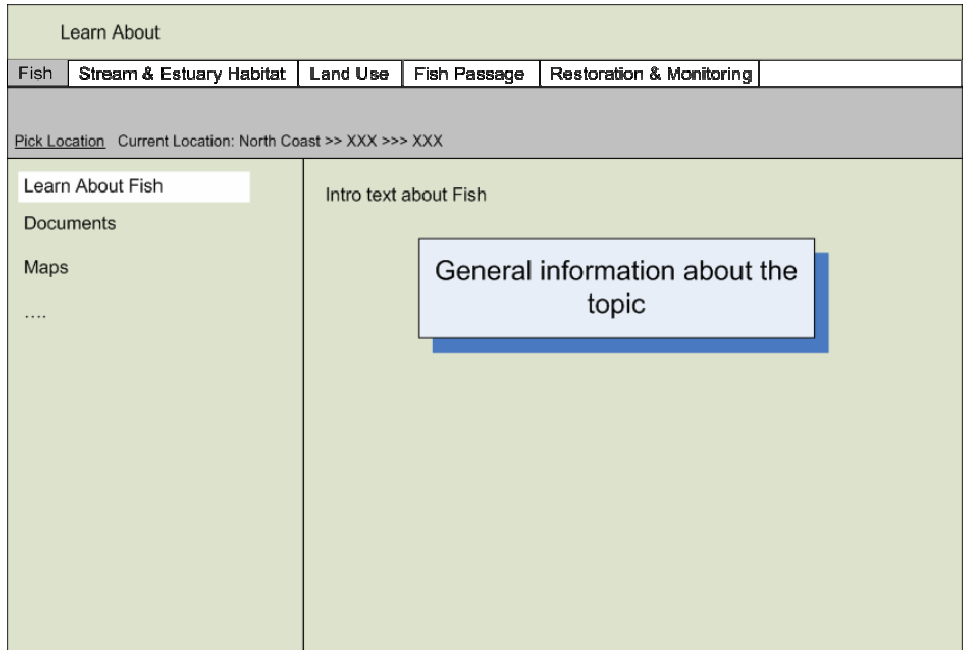 Learn About
Fish Stream & Estuary Habitat Land Use Fish Passage Restoration & Monitoring
Pick Location Current Location: North Coast >> XXX >>> XXX
Learn About Fish
Documents
Maps
....
Intro text about Fish
General information about the
topic